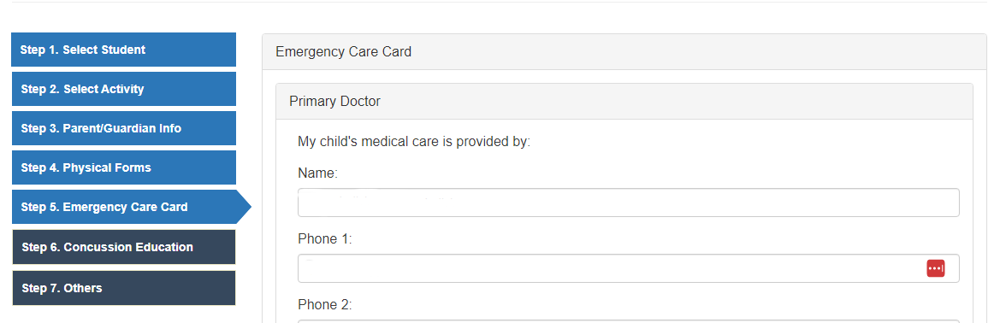 Step 1. Select Student
Step 2. Select Activity
Step 3. Parent/Guardian Info
Step 4. Physical Forms
Step 5. Emergency Care Card
Step 6. Concussion Education
Step 7. Others
Emergency Care Card
Primary Doctor
My child's medical care is provided by:
Name:
Phone 1:
Phone 2: